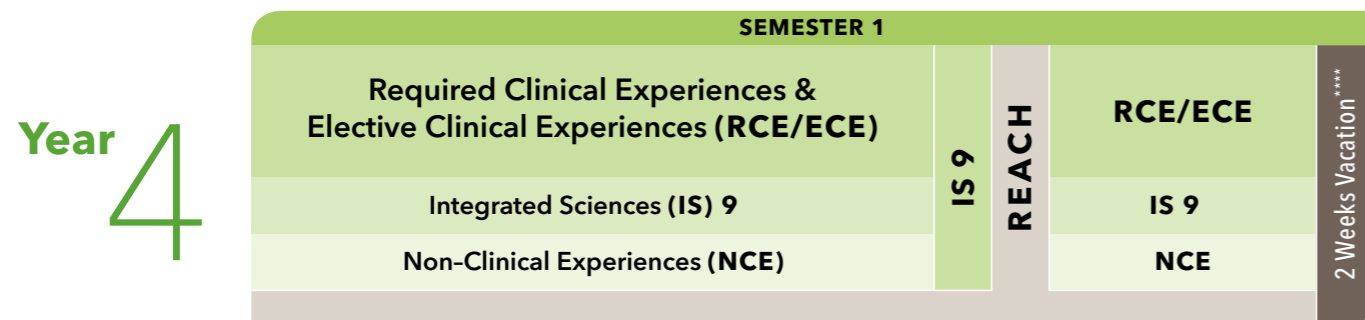 Year 4
SEMESTER 1
Required Clinical Experiences &
Elective Clinical Experiences (RCE/ECE)
Integrated Sciences (IS) 9
Non–Clinical Experiences (NCE)
IS 9
REACH
RCE/ECE
IS 9
NCE
2 Weeks Vacation****